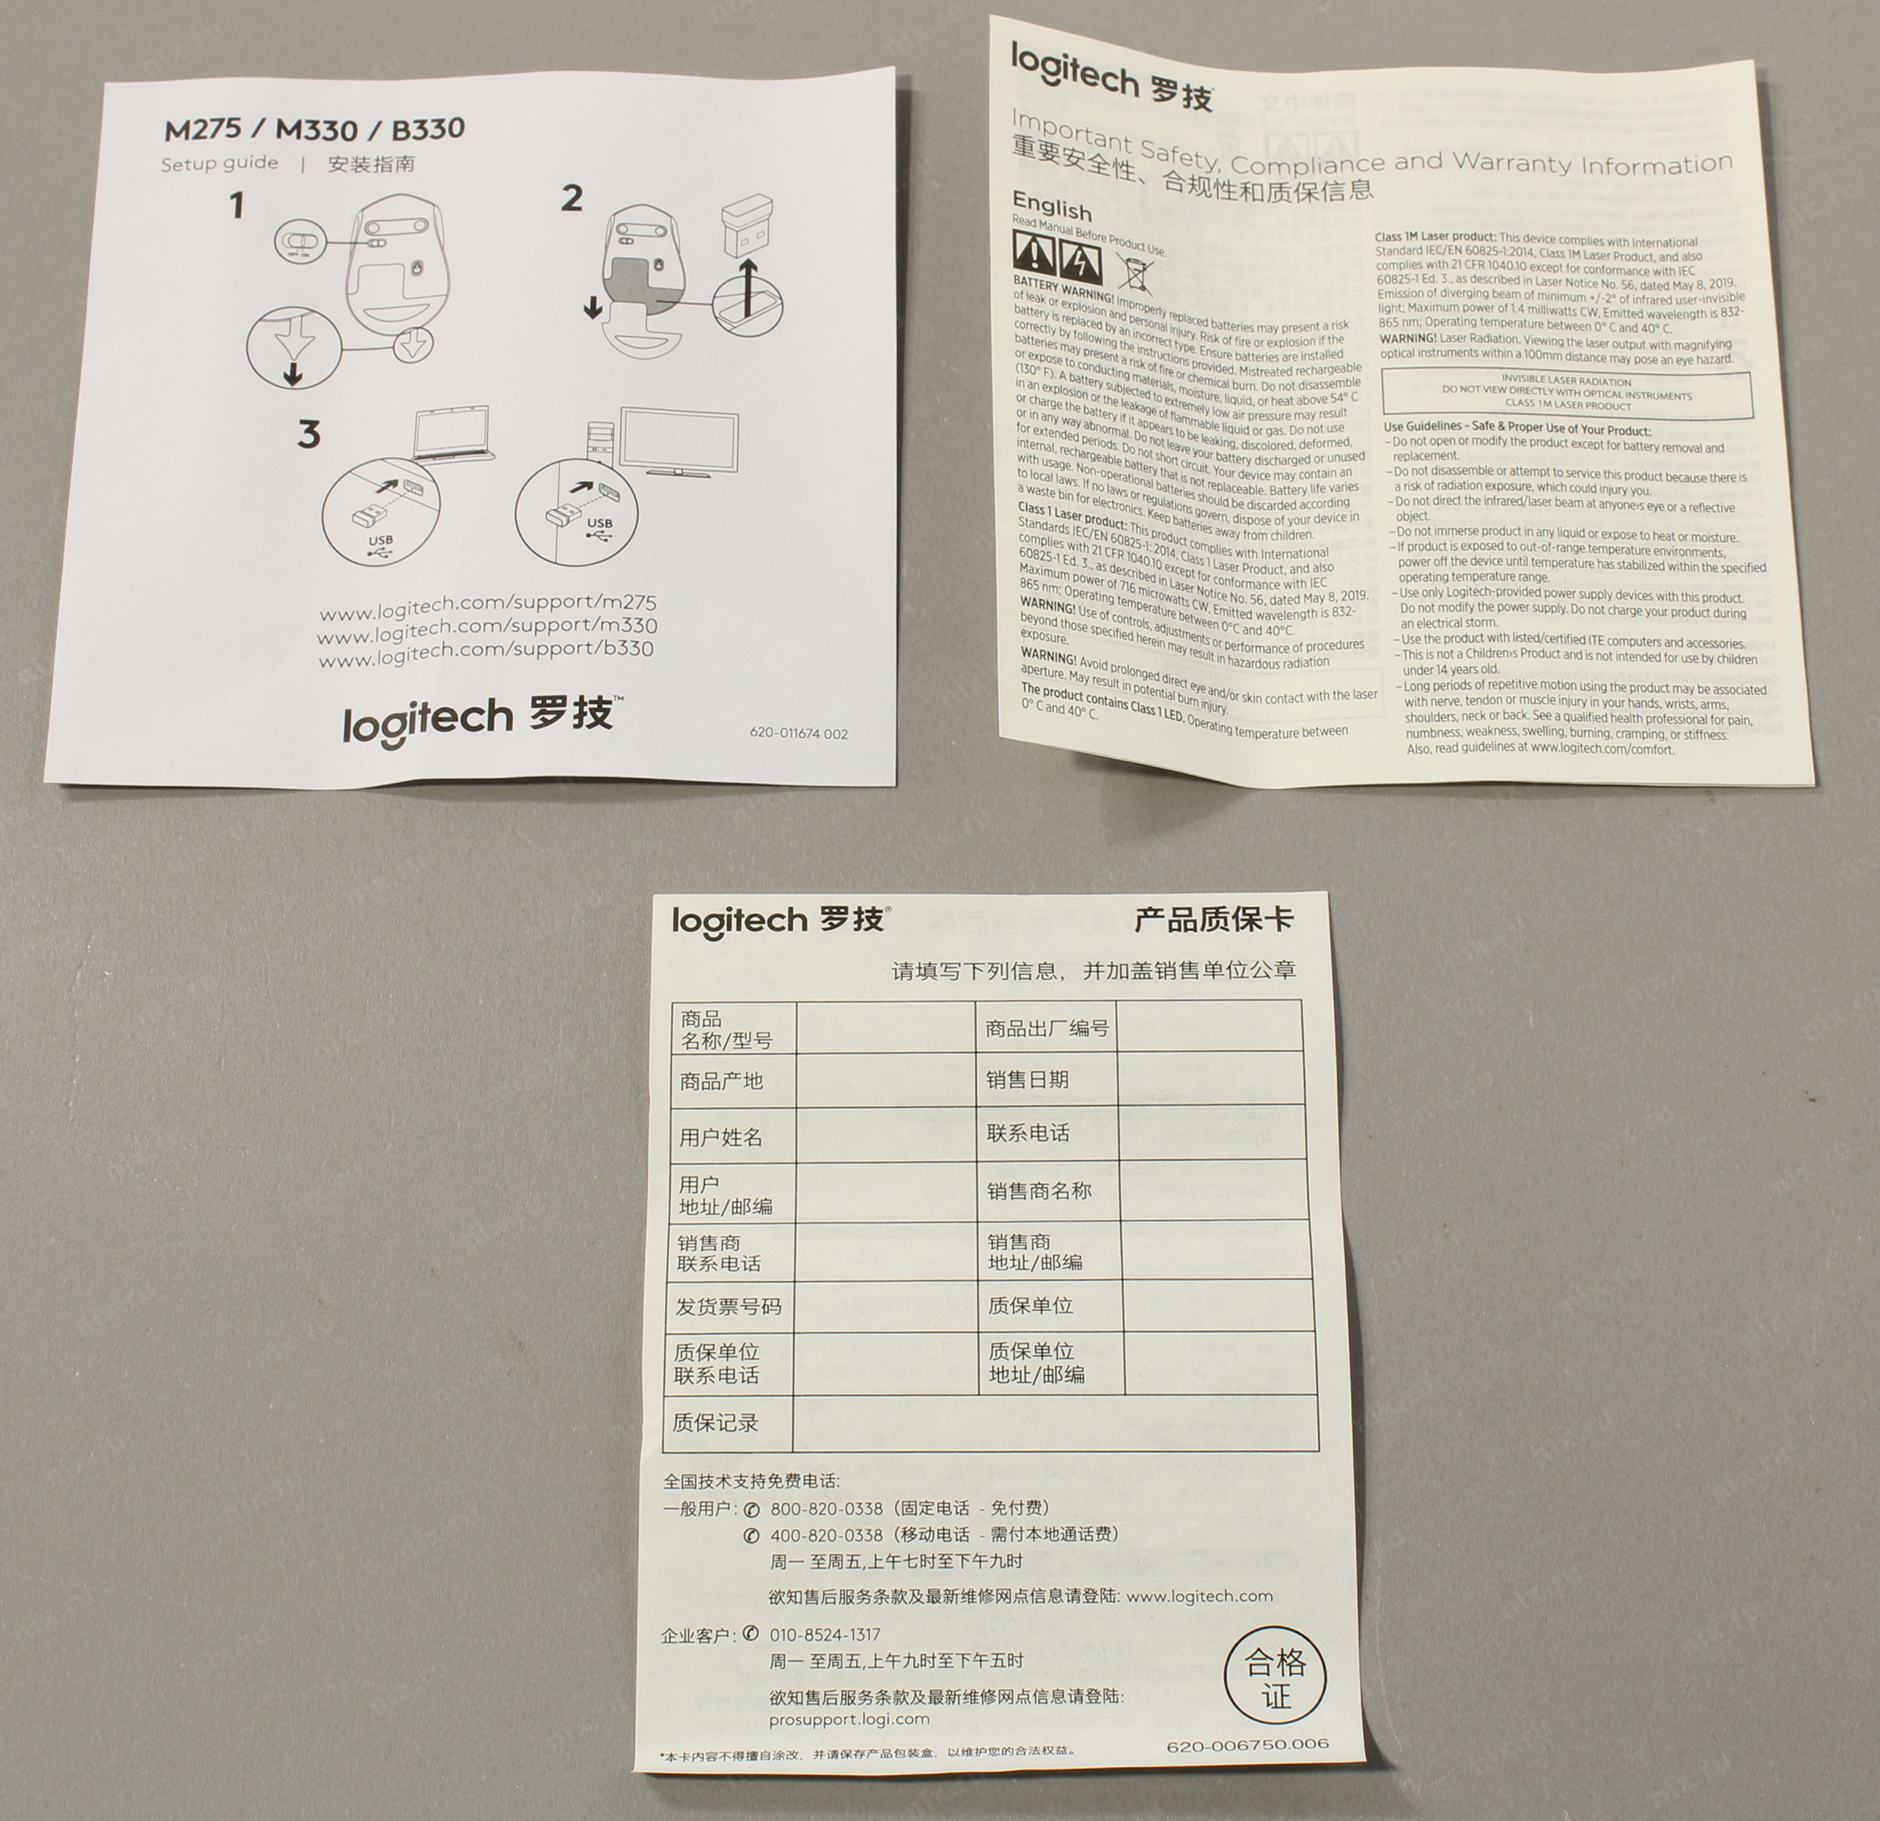 M275 / M330 / B330
Setup guide | 安装指南
1
OFF ON
2
3
USB
USB
www.logitech.com/support/m275
www.logitech.com/support/m330
www.logitech.com/support/b330
logitech 罗技™
620-011674 002
logitech 罗技
Important Safety, Compliance and Warranty Information
重要安全性、合规性和质保信息
English
Read Manual Before Product Use.
BATTERY WARNING! Improperly replaced batteries may present a risk
of leak or explosion and personal injury. Risk of fire or explosion if the
battery is replaced by an incorrect type. Ensure batteries are installed
correctly by following the instructions provided. Mistreated rechargeable
batteries may present a risk of fire or chemical burn. Do not disassemble
or expose to conducting materials, moisture, liquid, or heat above 54° C
(130° F). A battery subjected to extremely low air pressure may result
in an explosion or the leakage of flammable liquid or gas. Do not use
or charge the battery if it appears to be leaking, discolored, deformed,
or in any way abnormal. Do not leave your battery discharged or unused
for extended periods. Do not short circuit. Your device may contain an
internal, rechargeable battery that is not replaceable. Battery life varies
with usage. Non-operational batteries should be discarded according
to local laws. If no laws or regulations govern, dispose of your device in
a waste bin for electronics. Keep batteries away from children.
Class 1 Laser product: This product complies with International
Standards IEC/EN 60825-1: 2014, Class 1 Laser Product, and also
complies with 21 CFR 1040.10 except for conformance with IEC
60825-1 Ed. 3., as described in Laser Notice No. 56, dated May 8, 2019.
Maximum power of 716 microwatts CW, Emitted wavelength is 832-
865 nm; Operating temperature between 0°C and 40°C.
WARNING! Use of controls, adjustments or performance of procedures
beyond those specified herein may result in hazardous radiation
exposure.
WARNING! Avoid prolonged direct eye and/or skin contact with the laser
aperture. May result in potential burn injury.
The product contains Class 1 LED. Operating temperature between
0° C and 40° C.
Class 1M Laser product: This device complies with International
Standard IEC/EN 60825-1:2014, Class 1M Laser Product, and also
complies with 21 CFR 1040.10 except for conformance with IEC
60825-1 Ed. 3., as described in Laser Notice No. 56, dated May 8, 2019.
Emission of diverging beam of minimum +/-2° of infrared user-invisible
light; Maximum power of 1.4 milliwatts CW, Emitted wavelength is 832-
865 nm; Operating temperature between 0° C and 40° C.
WARNING! Laser Radiation. Viewing the laser output with magnifying
optical instruments within a 100mm distance may pose an eye hazard.
INVISIBLE LASER RADIATION
DO NOT VIEW DIRECTLY WITH OPTICAL INSTRUMENTS
CLASS 1M LASER PRODUCT
Use Guidelines - Safe & Proper Use of Your Product:
– Do not open or modify the product except for battery removal and
replacement.
– Do not disassemble or attempt to service this product because there is
a risk of radiation exposure, which could injury you.
– Do not direct the infrared/laser beam at anyone›s eye or a reflective
object.
– Do not immerse product in any liquid or expose to heat or moisture.
– If product is exposed to out-of-range temperature environments,
power off the device until temperature has stabilized within the specified
operating temperature range.
– Use only Logitech-provided power supply devices with this product.
Do not modify the power supply. Do not charge your product during
an electrical storm.
– Use the product with listed/certified ITE computers and accessories.
– This is not a Children›s Product and is not intended for use by children
under 14 years old.
– Long periods of repetitive motion using the product may be associated
with nerve, tendon or muscle injury in your hands, wrists, arms,
shoulders, neck or back. See a qualified health professional for pain,
numbness, weakness, swelling, burning, cramping, or stiffness.
Also, read guidelines at www.logitech.com/comfort.
logitech 罗技® 产品质保卡
请填写下列信息，并加盖销售单位公章
商品
名称/型号
商品出厂编号
商品产地
销售日期
用户姓名
联系电话
用户
地址/邮编
销售商名称
销售商
联系电话
销售商
地址/邮编
发货票号码
质保单位
质保单位
联系电话
质保单位
地址/邮编
质保记录
全国技术支持免费电话:
一般用户: 800-820-0338（固定电话 - 免付费）
400-820-0338（移动电话 - 需付本地通话费）
周一 至周五,上午七时至下午九时
欲知售后服务条款及最新维修网点信息请登陆: www.logitech.com
企业客户: 010-8524-1317
周一 至周五,上午九时至下午五时
欲知售后服务条款及最新维修网点信息请登陆:
prosupport.logi.com
合格
证
*本卡内容不得擅自涂改，并请保存产品包装盒，以维护您的合法权益。
620-006750.006